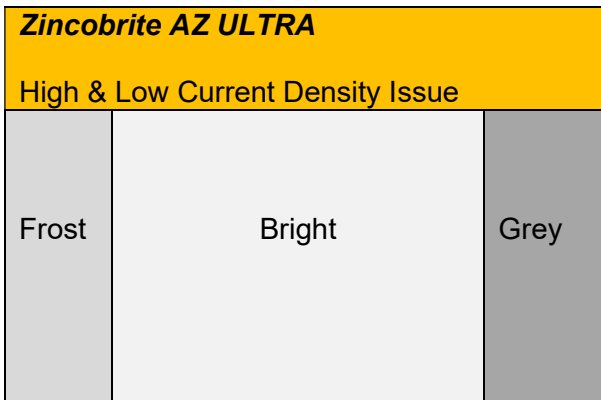 Zincobrite AZ ULTRA
High & Low Current Density Issue
Frost Bright Grey